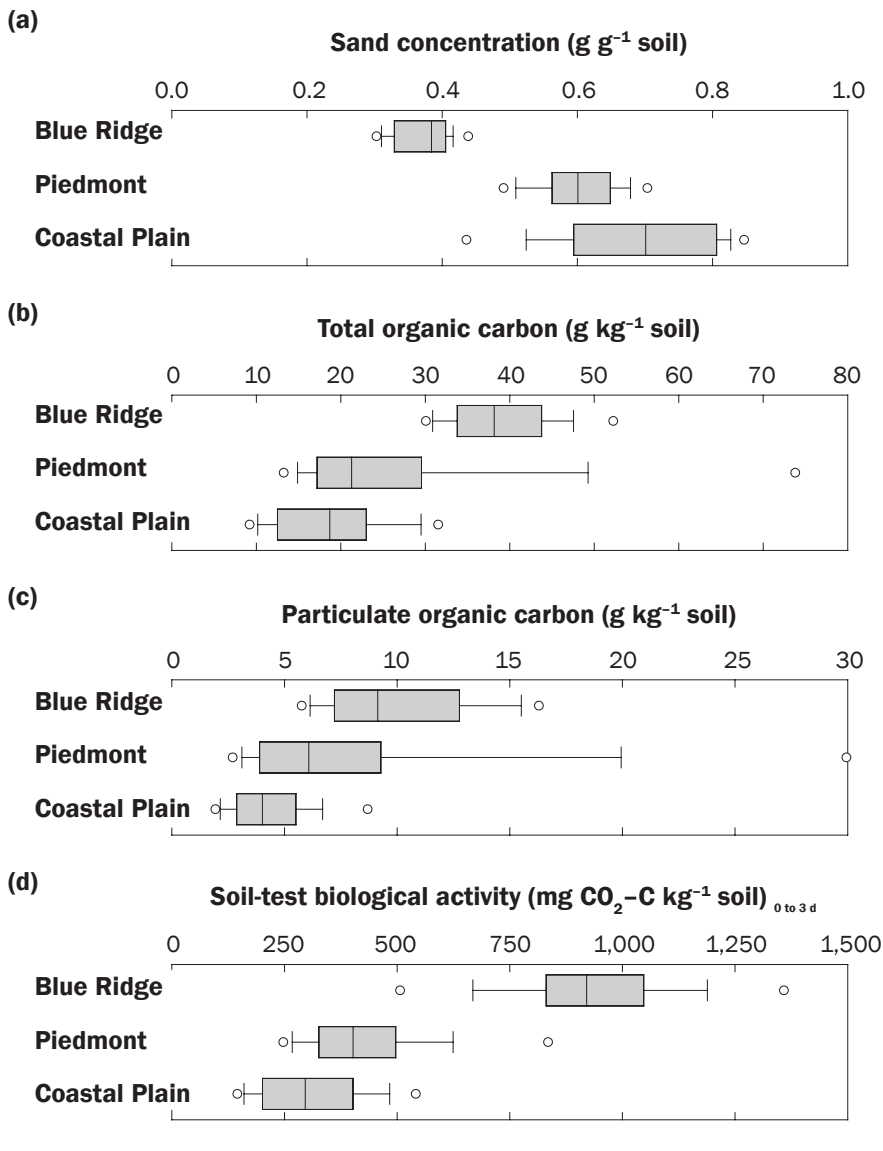 (a)
Sand concentration (g g⁻¹ soil)
0.0 0.2 0.4 0.6 0.8 1.0
Blue Ridge
Piedmont
Coastal Plain
(b)
Total organic carbon (g kg⁻¹ soil)
0 10 20 30 40 50 60 70 80
Blue Ridge
Piedmont
Coastal Plain
(c)
Particulate organic carbon (g kg⁻¹ soil)
0 5 10 15 20 25 30
Blue Ridge
Piedmont
Coastal Plain
(d)
Soil-test biological activity (mg CO₂–C kg⁻¹ soil) 0 to 3 d
0 250 500 750 1,000 1,250 1,500
Blue Ridge
Piedmont
Coastal Plain